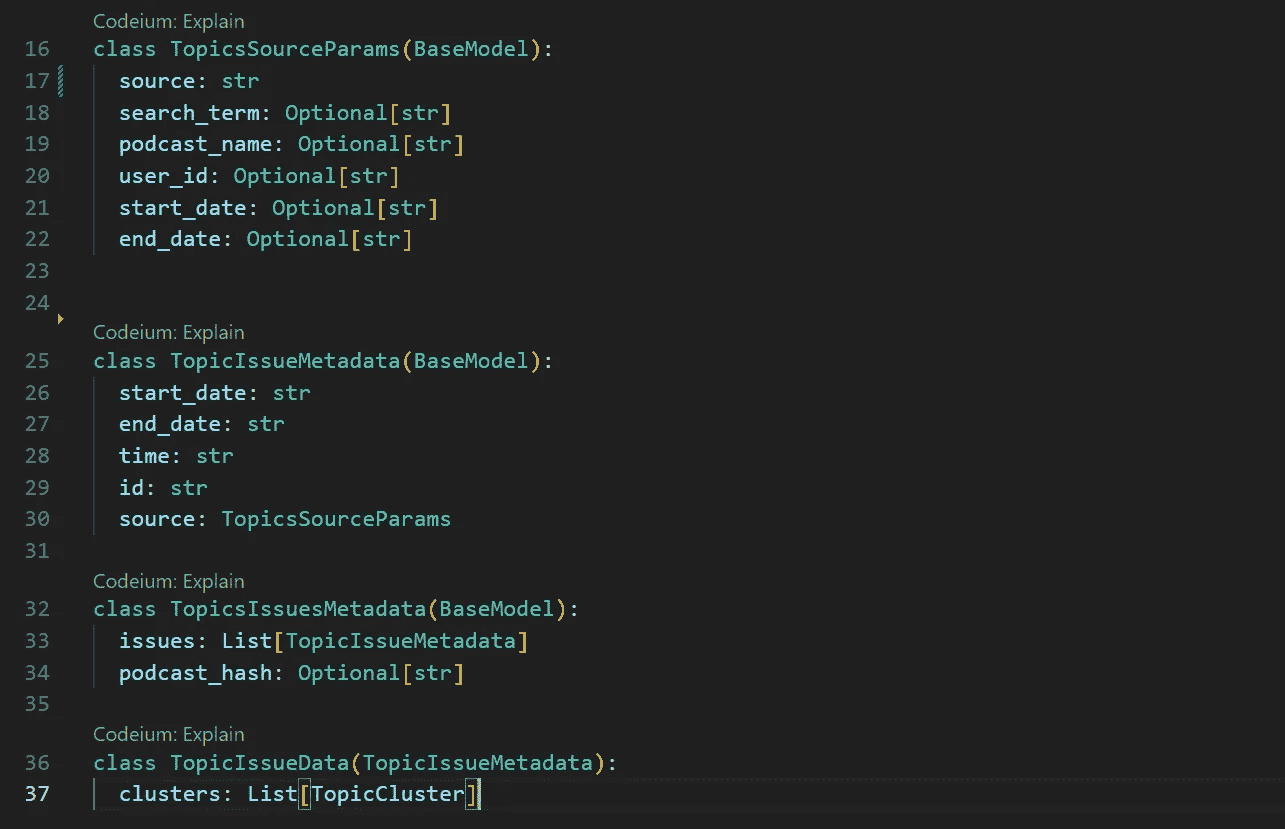 Codeium: Explain
16 class TopicsSourceParams(BaseModel):
17 source: str
18 search_term: Optional[str]
19 podcast_name: Optional[str]
20 user_id: Optional[str]
21 start_date: Optional[str]
22 end_date: Optional[str]
23
24
Codeium: Explain
25 class TopicIssueMetadata(BaseModel):
26 start_date: str
27 end_date: str
28 time: str
29 id: str
30 source: TopicsSourceParams
31
Codeium: Explain
32 class TopicsIssuesMetadata(BaseModel):
33 issues: List[TopicIssueMetadata]
34 podcast_hash: Optional[str]
35
Codeium: Explain
36 class TopicIssueData(TopicIssueMetadata):
37 clusters: List[TopicCluster]